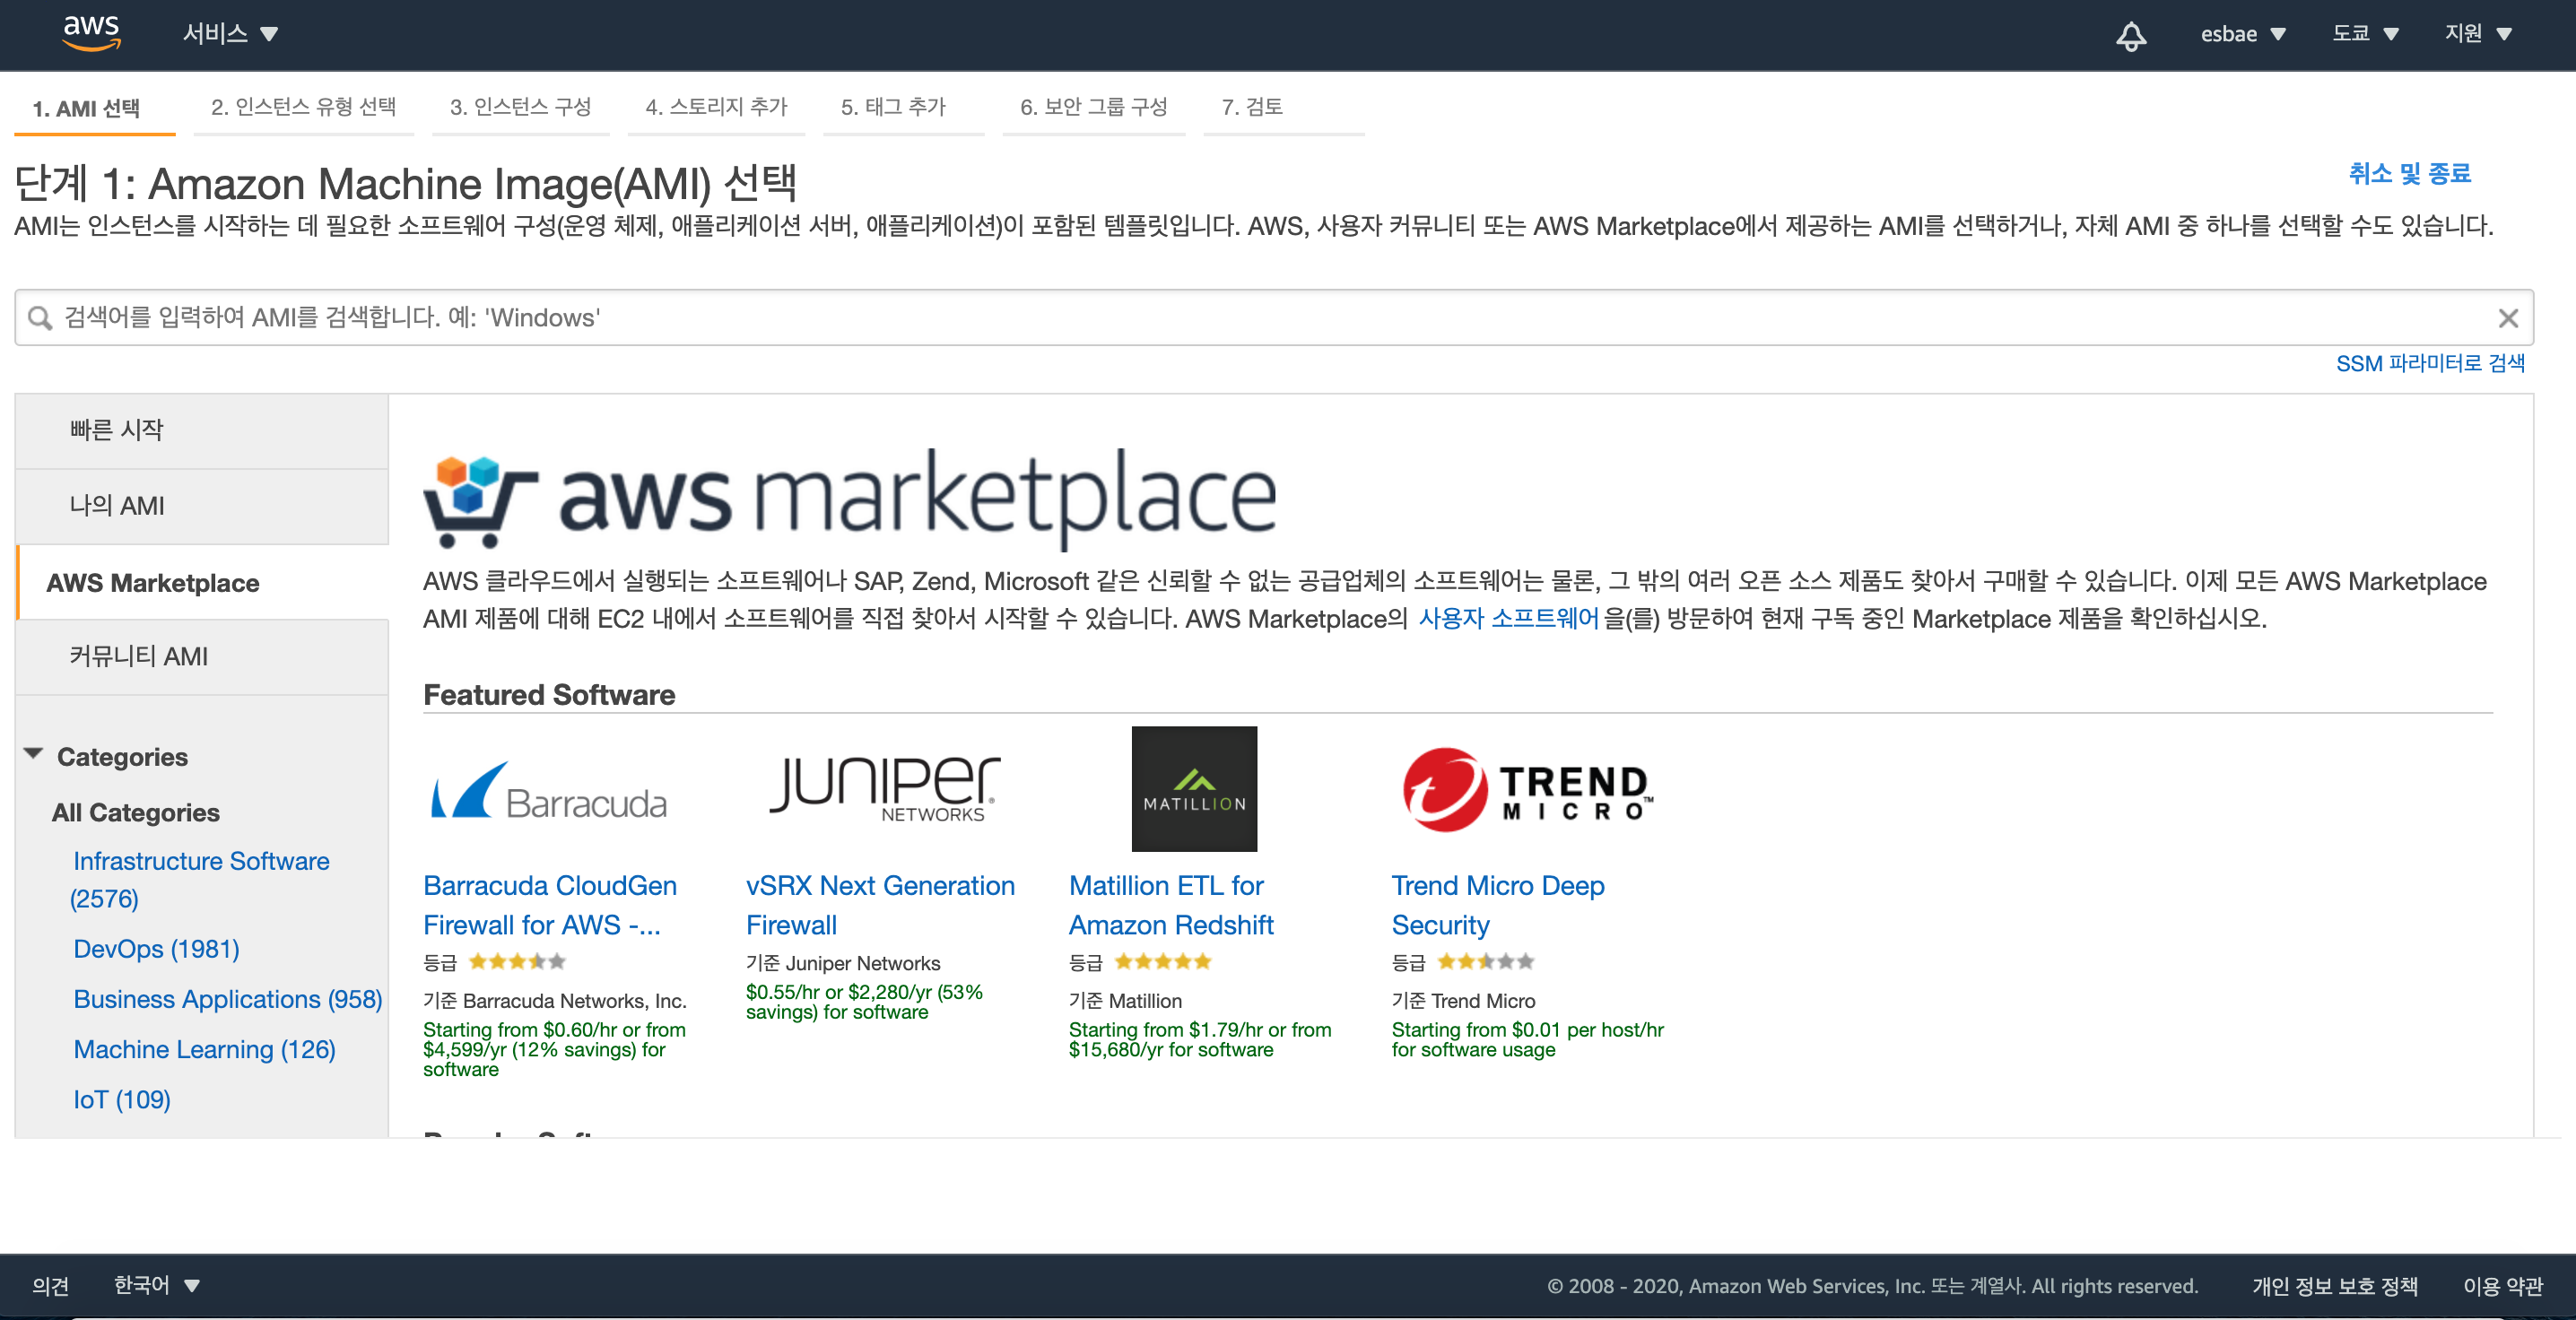 aws
서비스
esbae
도쿄
지원
1. AMI 선택
2. 인스턴스 유형 선택
3. 인스턴스 구성
4. 스토리지 추가
5. 태그 추가
6. 보안 그룹 구성
7. 검토
단계 1: Amazon Machine Image(AMI) 선택
취소 및 종료
AMI는 인스턴스를 시작하는 데 필요한 소프트웨어 구성(운영 체제, 애플리케이션 서버, 애플리케이션)이 포함된 템플릿입니다. AWS, 사용자 커뮤니티 또는 AWS Marketplace에서 제공하는 AMI를 선택하거나, 자체 AMI 중 하나를 선택할 수도 있습니다.
검색어를 입력하여 AMI를 검색합니다. 예: 'Windows'
SSM 파라미터로 검색
빠른 시작
나의 AMI
AWS Marketplace
커뮤니티 AMI
Categories
All Categories
Infrastructure Software
(2576)
DevOps (1981)
Business Applications (958)
Machine Learning (126)
IoT (109)
aws marketplace
AWS 클라우드에서 실행되는 소프트웨어나 SAP, Zend, Microsoft 같은 신뢰할 수 없는 공급업체의 소프트웨어는 물론, 그 밖의 여러 오픈 소스 제품도 찾아서 구매할 수 있습니다. 이제 모든 AWS Marketplace
AMI 제품에 대해 EC2 내에서 소프트웨어를 직접 찾아서 시작할 수 있습니다. AWS Marketplace의 사용자 소프트웨어을(를) 방문하여 현재 구독 중인 Marketplace 제품을 확인하십시오.
Featured Software
Barracuda
Barracuda CloudGen
Firewall for AWS -...
등급
기준 Barracuda Networks, Inc.
Starting from $0.60/hr or from
$4,599/yr (12% savings) for
software
JUNIPER
NETWORKS
vSRX Next Generation
Firewall
기준 Juniper Networks
$0.55/hr or $2,280/yr (53%
savings) for software
MATILLION
Matillion ETL for
Amazon Redshift
등급
기준 Matillion
Starting from $1.79/hr or from
$15,680/yr for software
TREND
MICRO™
Trend Micro Deep
Security
등급
기준 Trend Micro
Starting from $0.01 per host/hr
for software usage
의견
한국어
© 2008 - 2020, Amazon Web Services, Inc. 또는 계열사. All rights reserved.
개인 정보 보호 정책
이용 약관